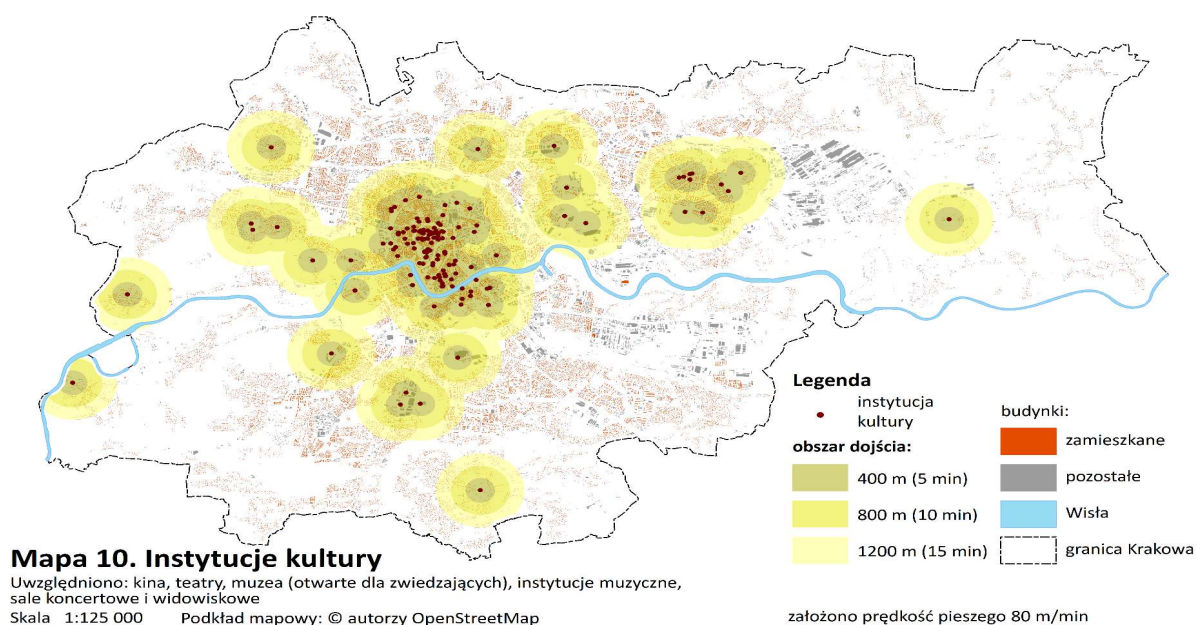 Legenda
instytucja
kultury
obszar dojścia:
400 m (5 min)
800 m (10 min)
1200 m (15 min)
budynki:
zamieszkane
pozostałe
Wisła
granica Krakowa
Mapa 10. Instytucje kultury
Uwzględniono: kina, teatry, muzea (otwarte dla zwiedzających), instytucje muzyczne,
sale koncertowe i widowiskowe
Skala 1:125 000 Podkład mapowy: © autorzy OpenStreetMap
założono prędkość pieszego 80 m/min